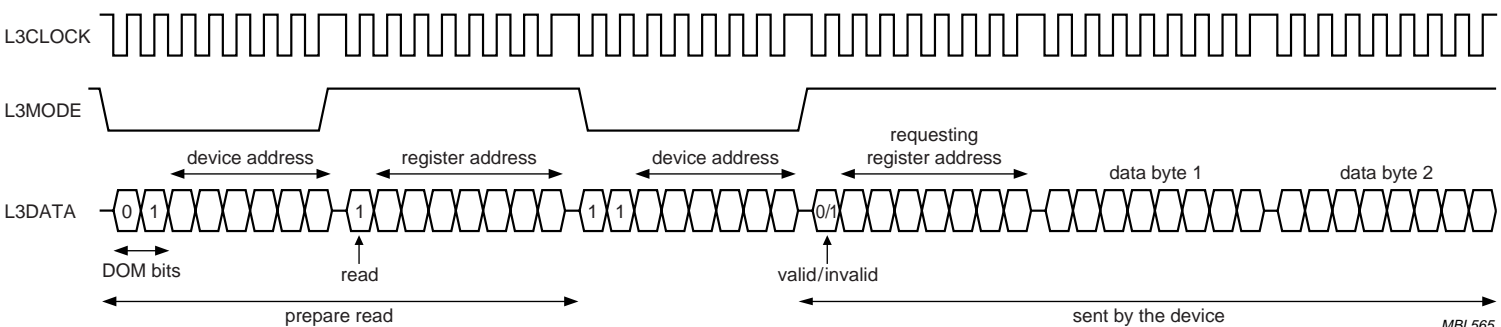 L3CLOCK
L3MODE
requesting
device address register address device address register address
data byte 1 data byte 2
L3DATA 0 1 1 1 1 0/1
DOM bits read valid/invalid
prepare read sent by the device
MBL565